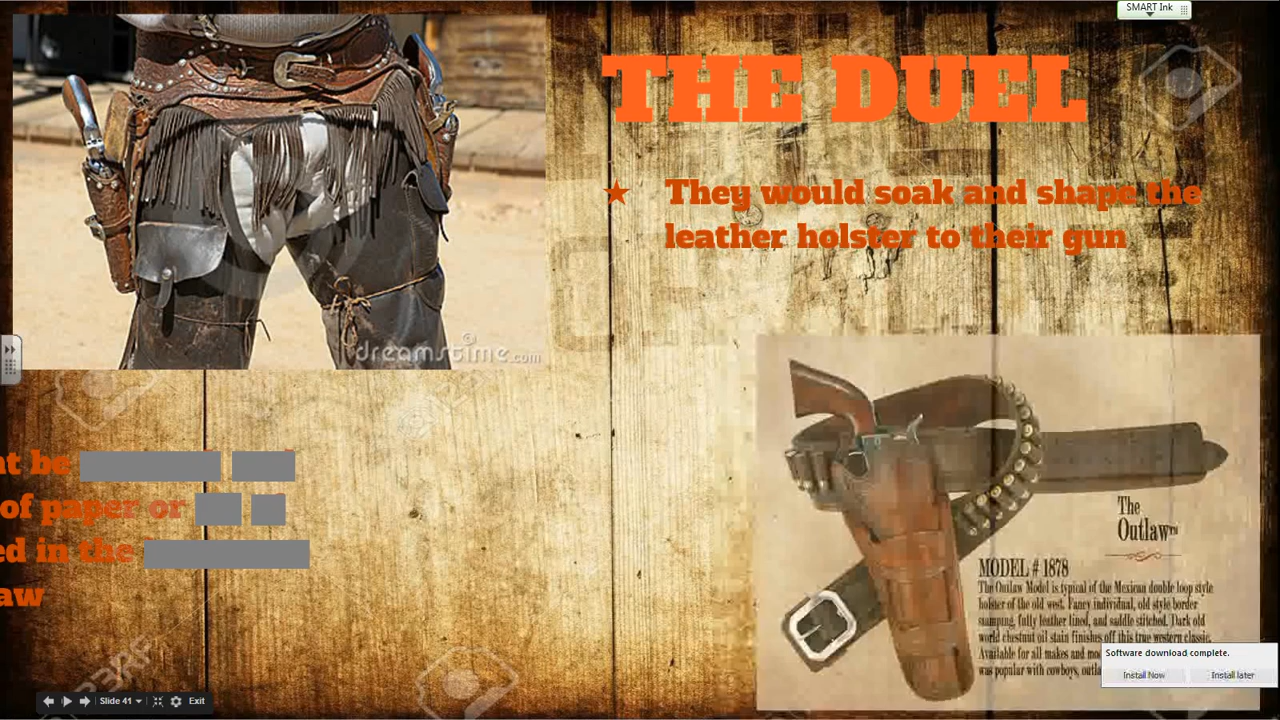 SMART Ink
THE DUEL
★ They would soak and shape the
leather holster to their gun
dreamstime.com
nt be
of paper or
ed in the
aw
The
Outlaw™
MODEL # 1878
The Outlaw Model is typical of the Mexican double loop style
holster of the old west. Fancy individual, old style border
stamping, fully leather lined, and saddle stitched. Dark old
world chestnut oil stain finishes off this true western classic.
Available for all makes and
was popular with cowboys,
Software download complete.
Install Now Install later
Slide 41 Exit